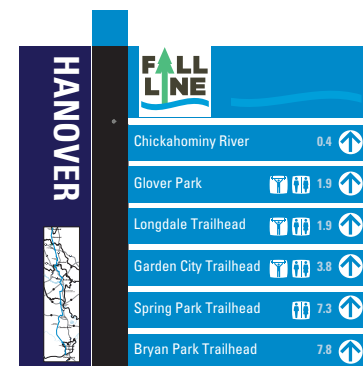 HANOVER
FALL
LINE
Chickahominy River 0.4
Glover Park 1.9
Longdale Trailhead 1.9
Garden City Trailhead 3.8
Spring Park Trailhead 7.3
Bryan Park Trailhead 7.8